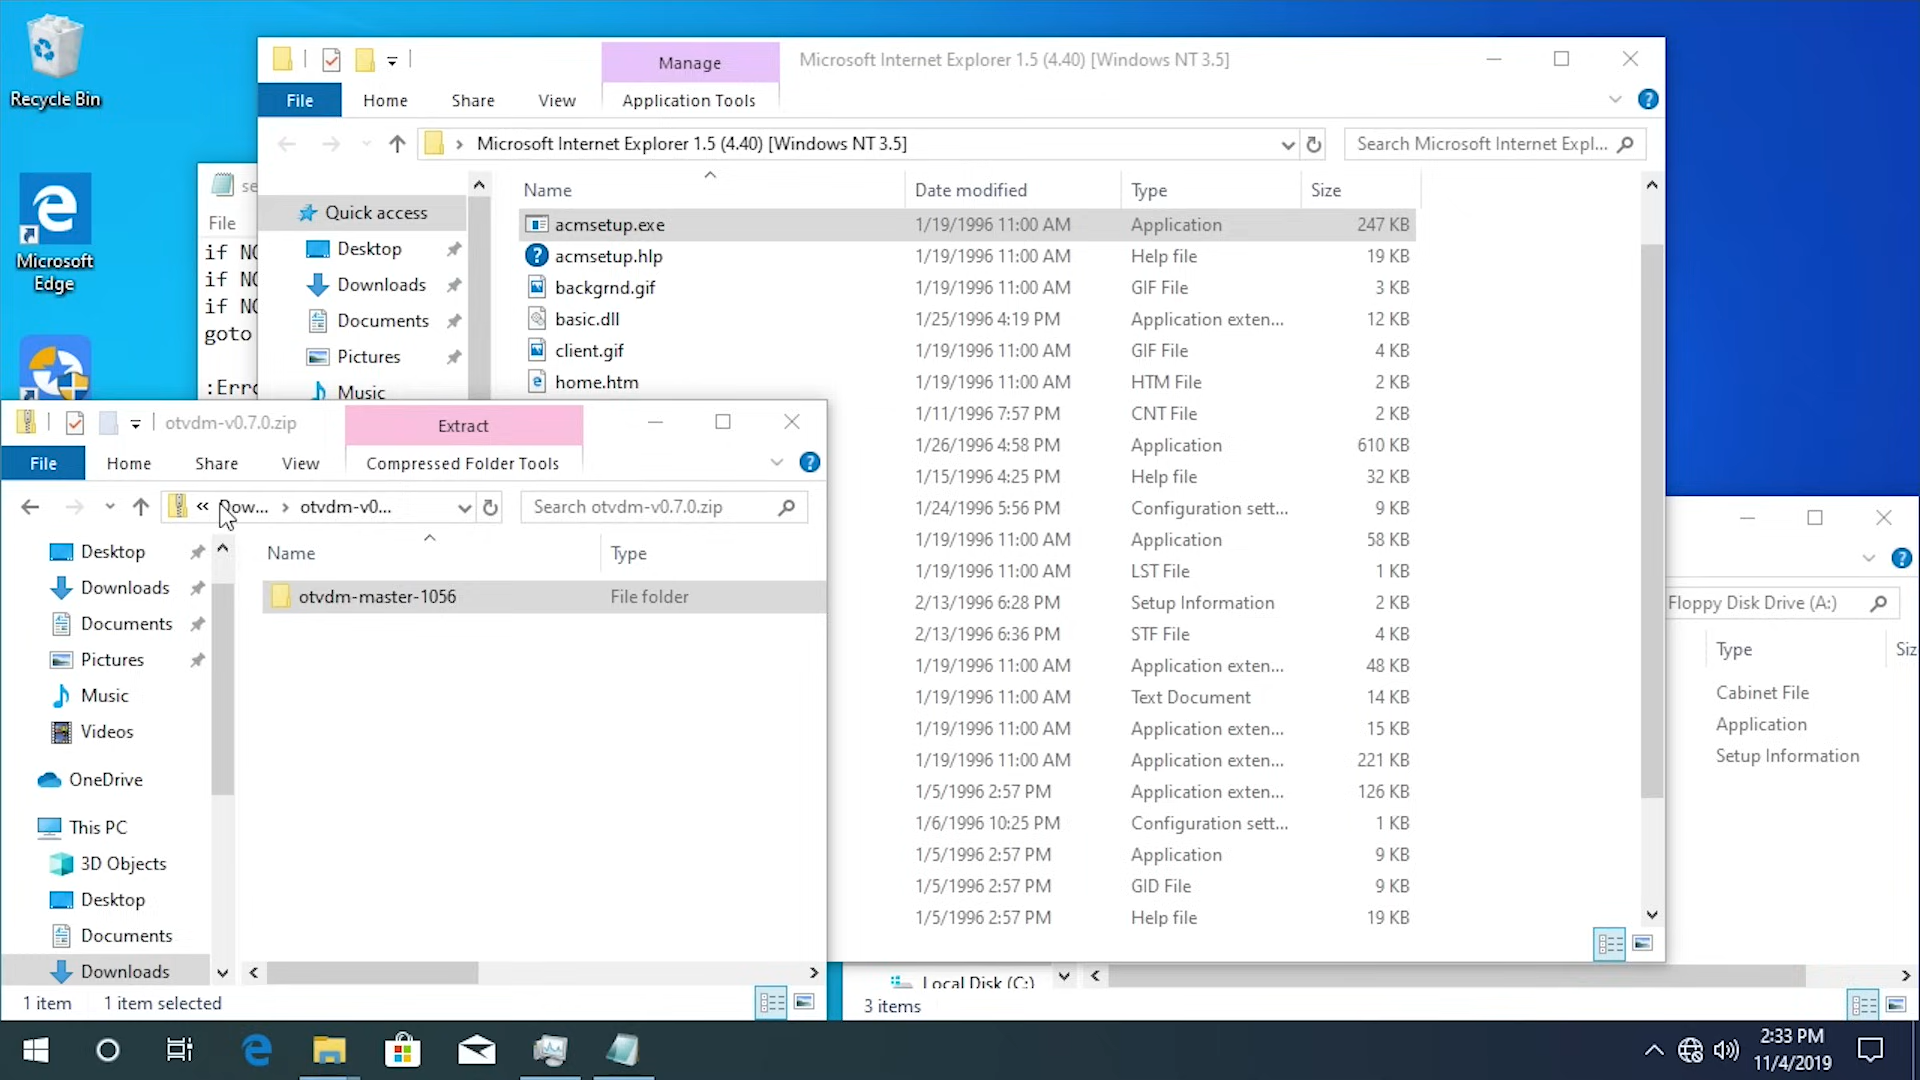 Recycle Bin
Microsoft Edge
se
File
if NO
if NO
if NO
goto
:Erro
Manage
Microsoft Internet Explorer 1.5 (4.40) [Windows NT 3.5]
File Home Share View Application Tools
Microsoft Internet Explorer 1.5 (4.40) [Windows NT 3.5]
Search Microsoft Internet Expl...
Quick access
Desktop
Downloads
Documents
Pictures
Music
Name Date modified Type Size
acmsetup.exe 1/19/1996 11:00 AM Application 247 KB
acmsetup.hlp 1/19/1996 11:00 AM Help file 19 KB
backgrnd.gif 1/19/1996 11:00 AM GIF File 3 KB
basic.dll 1/25/1996 4:19 PM Application exten... 12 KB
client.gif 1/19/1996 11:00 AM GIF File 4 KB
home.htm 1/19/1996 11:00 AM HTM File 2 KB
1/11/1996 7:57 PM CNT File 2 KB
1/26/1996 4:58 PM Application 610 KB
1/15/1996 4:25 PM Help file 32 KB
1/24/1996 5:56 PM Configuration sett... 9 KB
1/19/1996 11:00 AM Application 58 KB
1/19/1996 11:00 AM LST File 1 KB
2/13/1996 6:28 PM Setup Information 2 KB
2/13/1996 6:36 PM STF File 4 KB
1/19/1996 11:00 AM Application exten... 48 KB
1/19/1996 11:00 AM Text Document 14 KB
1/19/1996 11:00 AM Application exten... 15 KB
1/19/1996 11:00 AM Application exten... 221 KB
1/5/1996 2:57 PM Application exten... 126 KB
1/6/1996 10:25 PM Configuration sett... 1 KB
1/5/1996 2:57 PM Application 9 KB
1/5/1996 2:57 PM GID File 9 KB
1/5/1996 2:57 PM Help file 19 KB
otvdm-v0.7.0.zip
Extract
File Home Share View Compressed Folder Tools
« Dow... › otvdm-v0...
Search otvdm-v0.7.0.zip
Desktop
Downloads
Documents
Pictures
Music
Videos
OneDrive
This PC
3D Objects
Desktop
Documents
Downloads
Name Type
otvdm-master-1056 File folder
1 item 1 item selected
Floppy Disk Drive (A:)
Type Siz
Cabinet File
Application
Setup Information
Local Disk (C:)
3 items
2:33 PM
11/4/2019